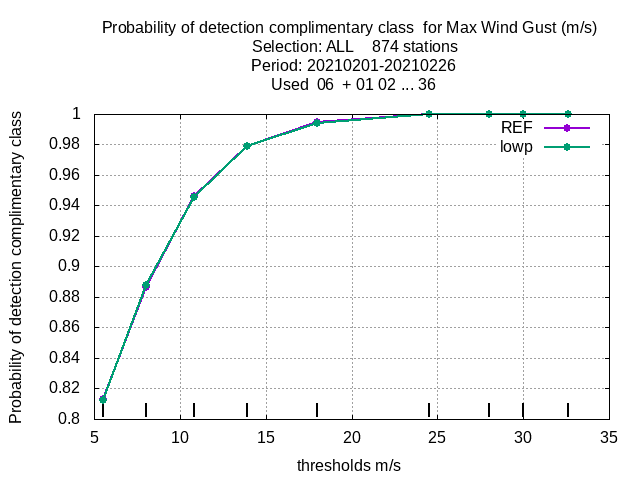 Probability of detection complimentary class  for Max Wind Gust (m/s)
Selection: ALL    874 stations
Period: 20210201-20210226
Used  06  + 01 02 ... 36
Probability of detection complimentary class
1
0.98
0.96
0.94
0.92
0.9
0.88
0.86
0.84
0.82
0.8
REF
lowp
5 10 15 20 25 30 35
thresholds m/s